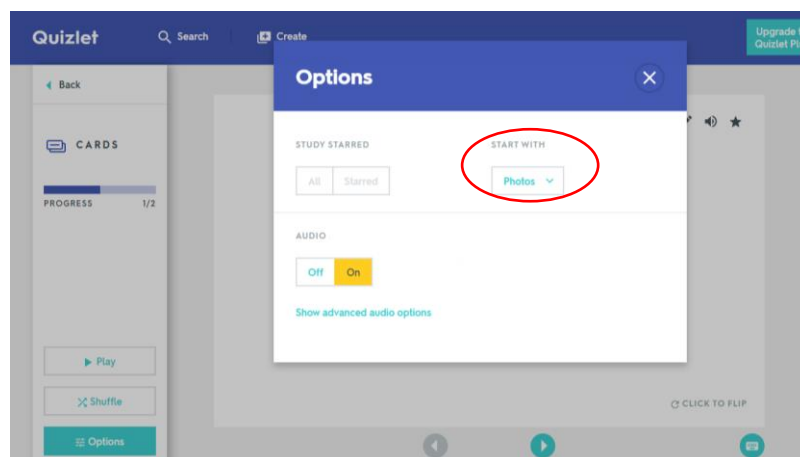 Quizlet
Search
Create
Upgrade
Quizlet
Back
CARDS
PROGRESS 1/2
Play
Shuffle
Options
Options
STUDY STARRED
START WITH
All Starred
Photos
AUDIO
Off On
Show advanced audio options
CLICK TO FLIP